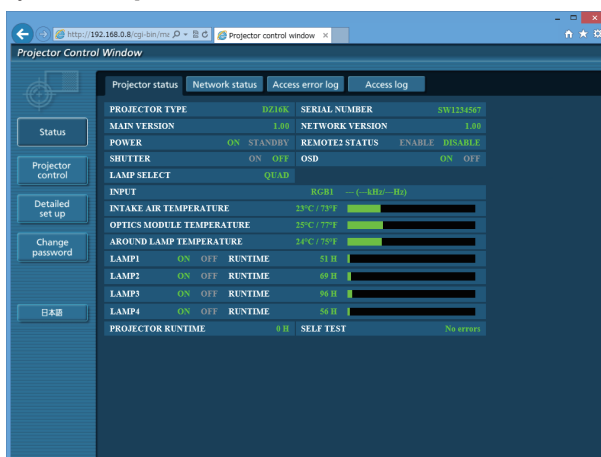 http://192.168.0.8/cgi-bin/ma
Projector control window
Projector Control Window
Projector status Network status Access error log Access log
Status
Projector control
Detailed set up
Change password
日本語
PROJECTOR TYPE DZ16K SERIAL NUMBER SW1234567
MAIN VERSION 1.00 NETWORK VERSION 1.00
POWER ON STANDBY REMOTE2 STATUS ENABLE DISABLE
SHUTTER ON OFF OSD ON OFF
LAMP SELECT QUAD
INPUT RGB1 ---(---kHz/---Hz)
INTAKE AIR TEMPERATURE 23°C / 73°F
OPTICS MODULE TEMPERATURE 25°C / 77°F
AROUND LAMP TEMPERATURE 24°C / 75°F
LAMP1 ON OFF RUNTIME 51 H
LAMP2 ON OFF RUNTIME 69 H
LAMP3 ON OFF RUNTIME 96 H
LAMP4 ON OFF RUNTIME 56 H
PROJECTOR RUNTIME 0 H SELF TEST No errors